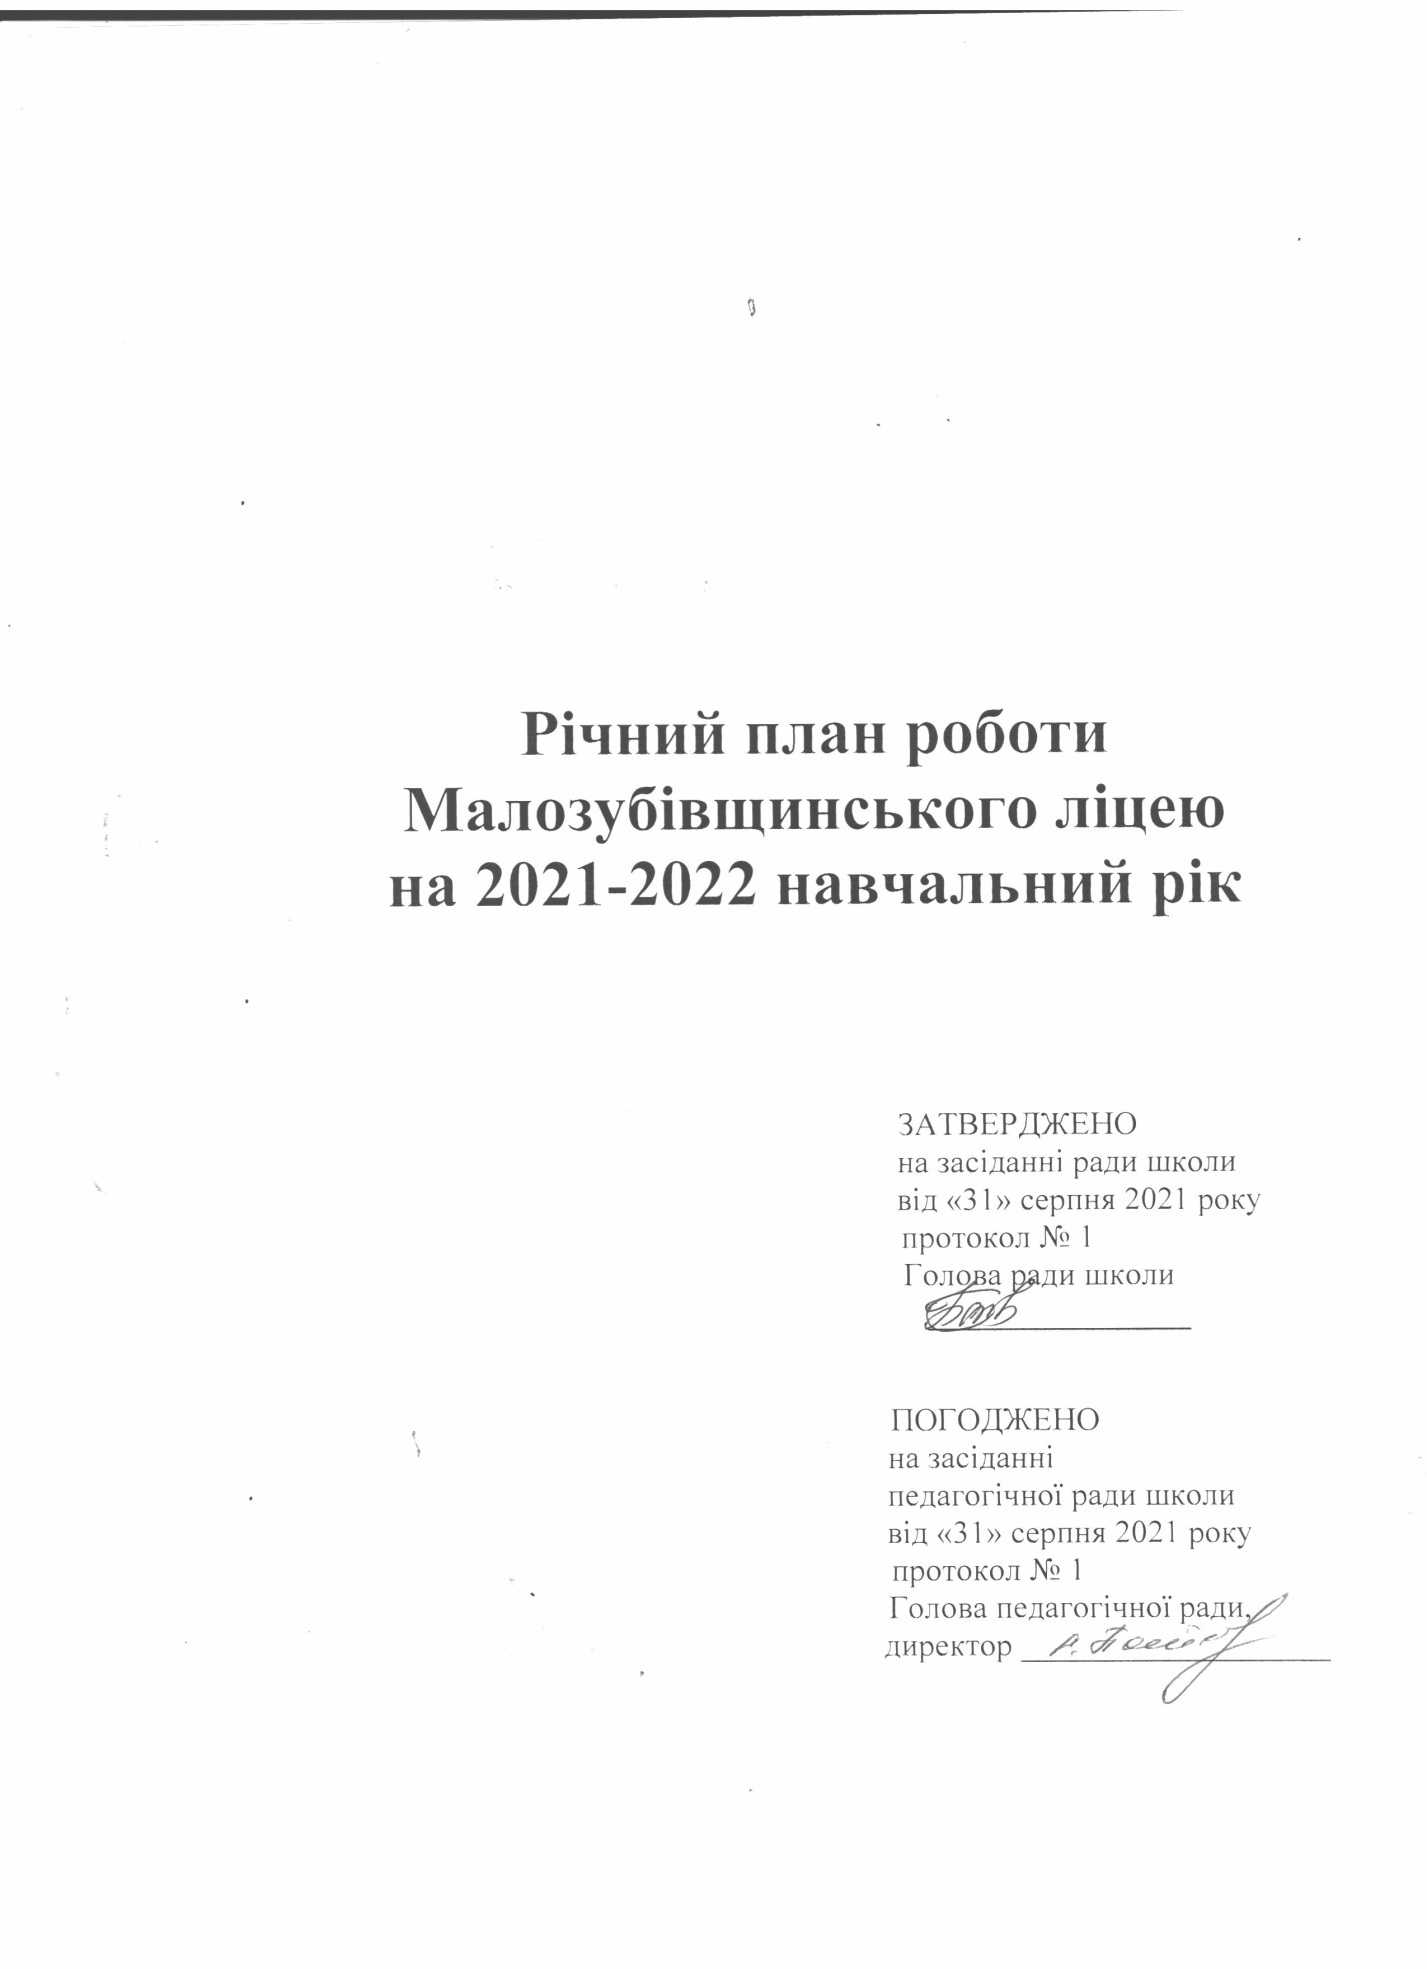 Річний план роботи
Малозубівщинського ліцею
на 2021-2022 навчальний рік
ЗАТВЕРДЖЕНО
на засіданні ради школи
від «31» серпня 2021 року
протокол № 1
Голова ради школи
ПОГОДЖЕНО
на засіданні
педагогічної ради школи
від «31» серпня 2021 року
протокол № 1
Голова педагогічної ради,
директор